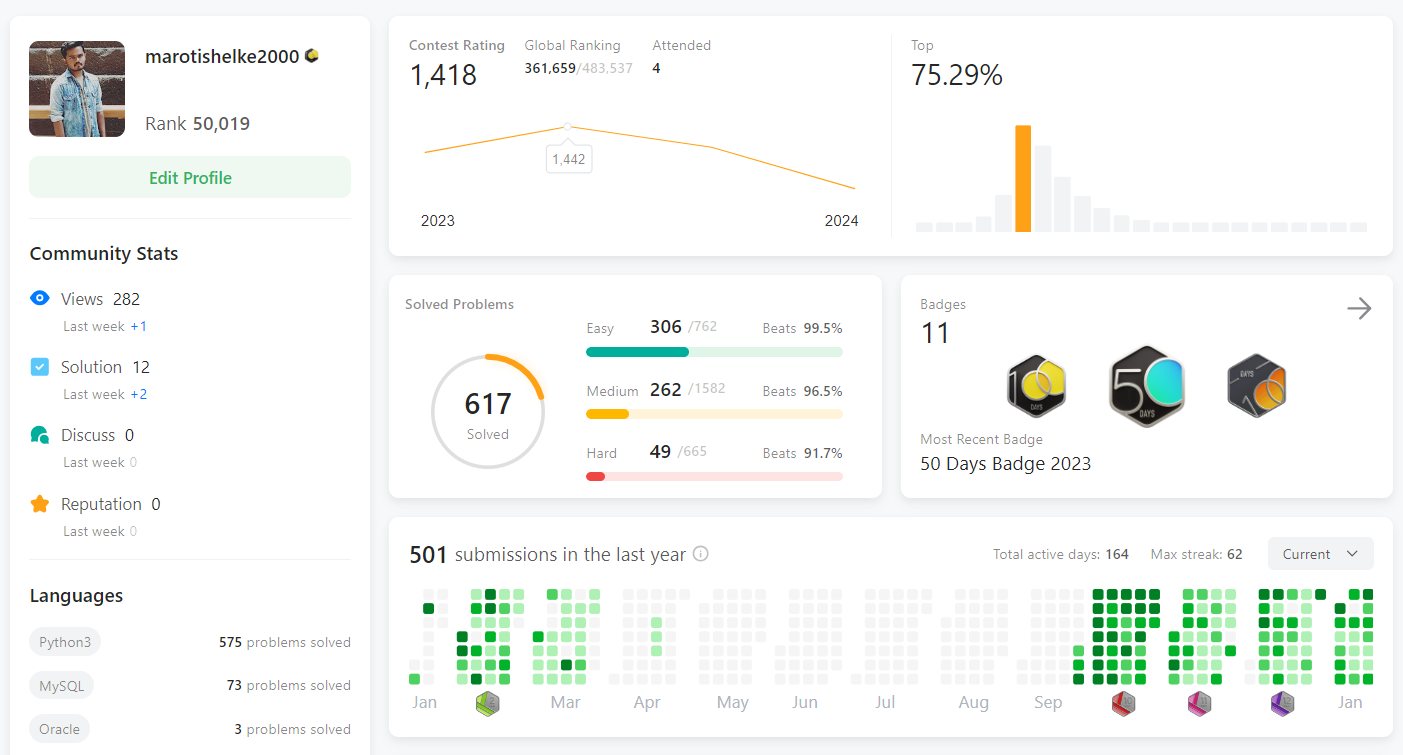 marotishelke2000
Rank 50,019
Edit Profile
Community Stats
Views 282
Last week +1
Solution 12
Last week +2
Discuss 0
Last week 0
Reputation 0
Last week 0
Languages
Python3 575 problems solved
MySQL 73 problems solved
Oracle 3 problems solved
Contest Rating Global Ranking Attended
1,418 361,659/483,537 4
1,442
2023 2024
Top
75.29%
Solved Problems
617
Solved
Easy 306 /762 Beats 99.5%
Medium 262 /1582 Beats 96.5%
Hard 49 /665 Beats 91.7%
Badges
11
100 DAYS
50 DAYS
DAYS
Most Recent Badge
50 Days Badge 2023
501 submissions in the last year
Total active days: 164 Max streak: 62 Current
Jan Mar Apr May Jun Jul Aug Sep Jan